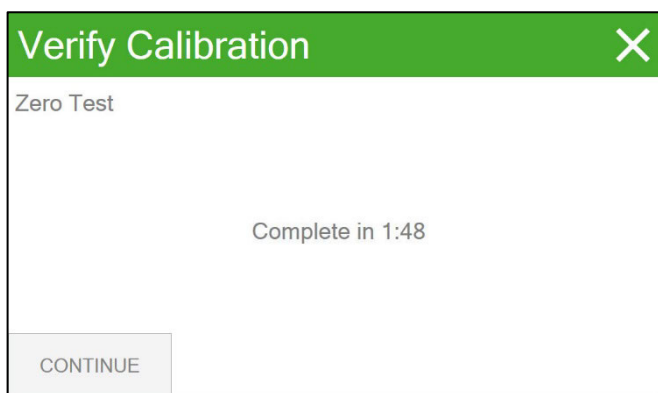 Verify Calibration
Zero Test
Complete in 1:48
CONTINUE